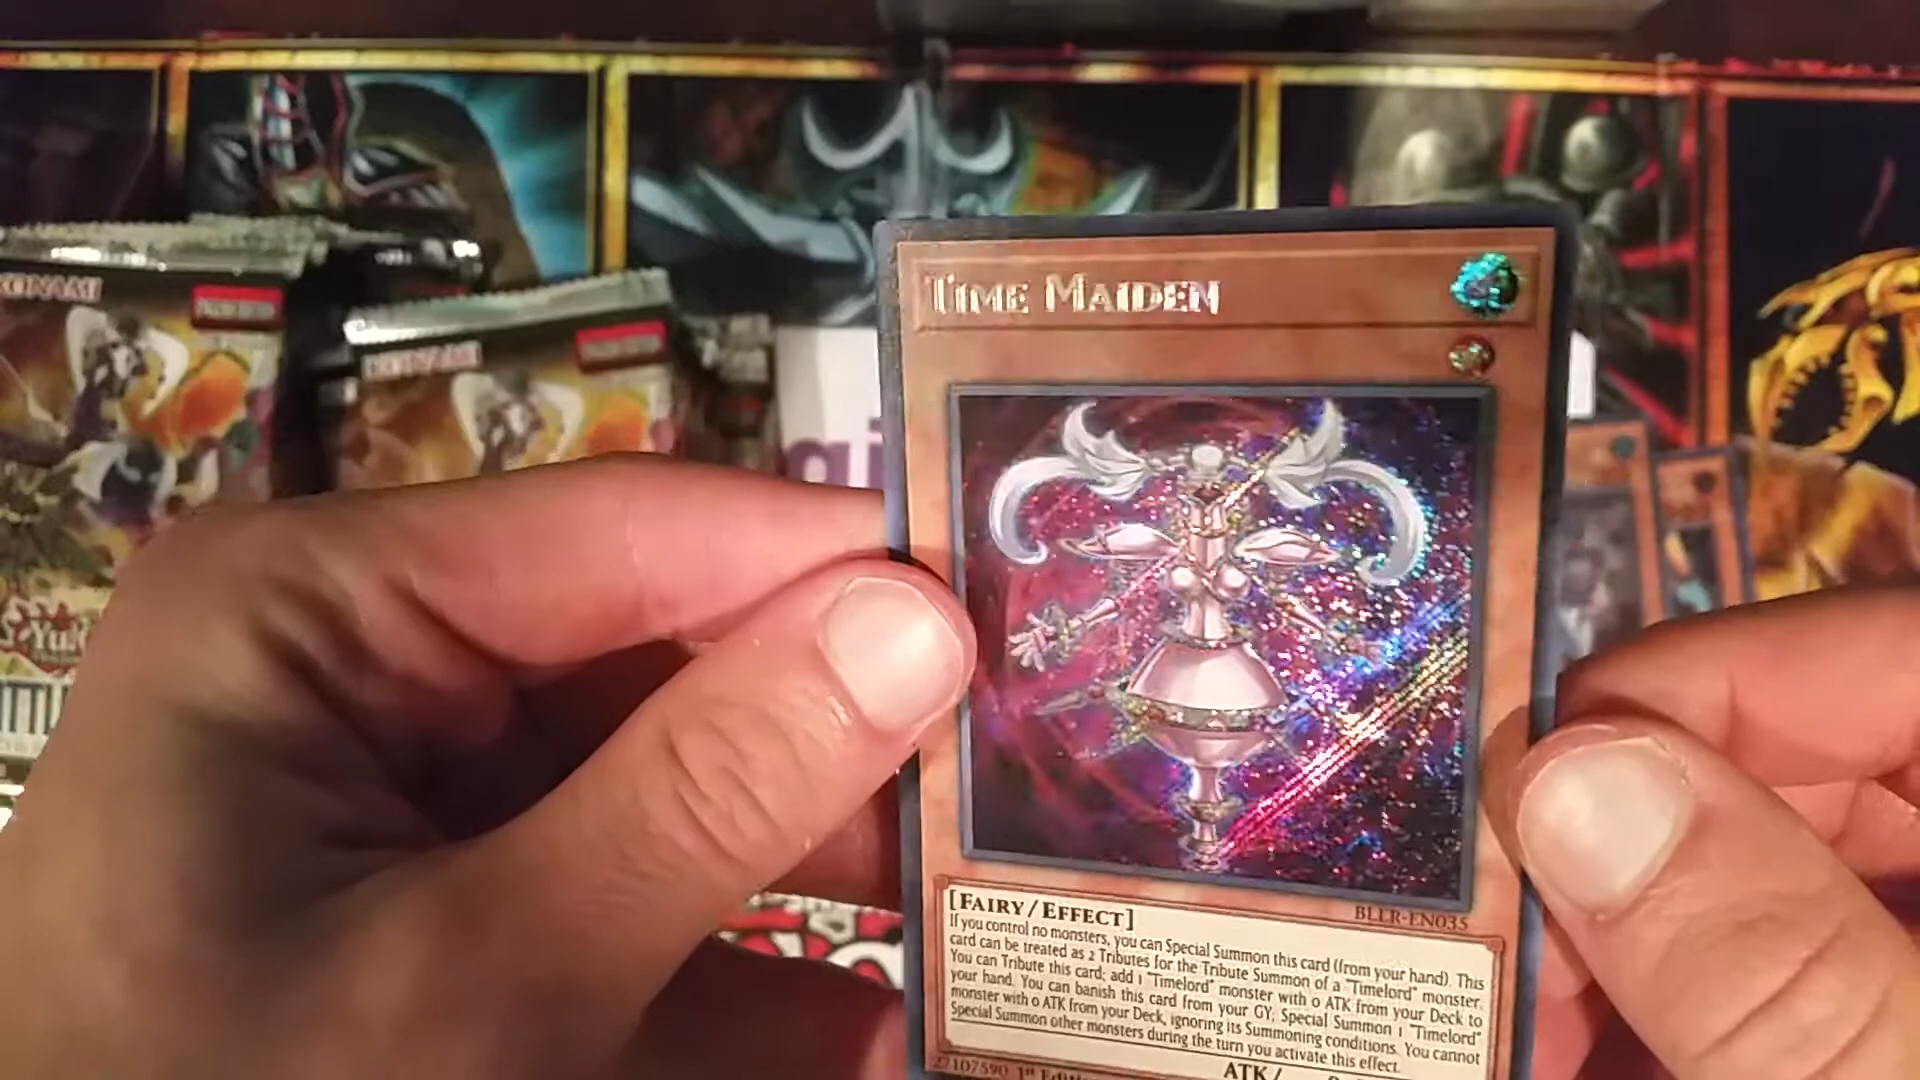 KONAMI
KONAMI
TIME MAIDEN
[FAIRY/EFFECT]
BLLR-EN035
If you control no monsters, you can Special Summon this card (from your hand). This
card can be treated as 2 Tributes for the Tribute Summon of a "Timelord" monster.
You can Tribute this card; add 1 "Timelord" monster with 0 ATK from your Deck to
your hand. You can banish this card from your GY; Special Summon 1 "Timelord"
monster with 0 ATK from your Deck, ignoring its Summoning conditions. You cannot
Special Summon other monsters during the turn you activate this effect.
27107590 1st Edition
ATK/